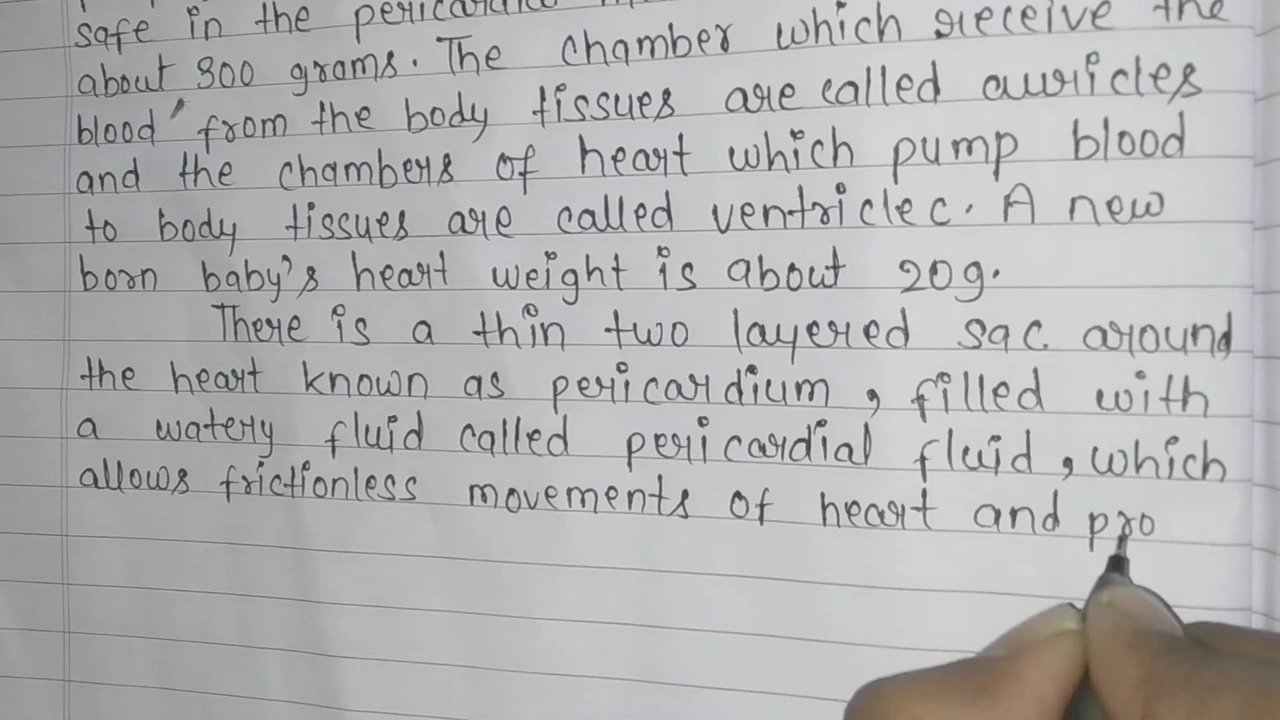 safe in the
about 300 grams. The chamber which receive the
blood from the body tissues are called auricles
and the chambers of heart which pump blood
to body tissues are called ventriclec. A new
born baby's heart weight is about 20g.
There is a thin two layered sac around
the heart known as pericardium, filled with
a watery fluid called pericardial fluid, which
allows frictionless movements of heart and pro